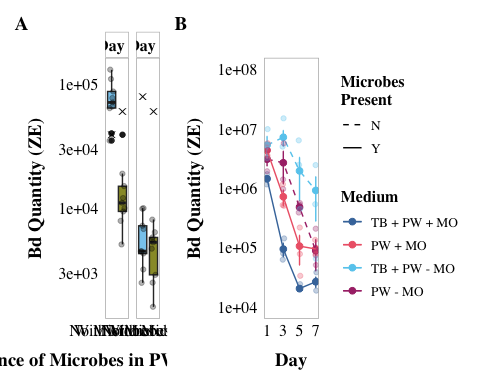 A
B
Day
Day
1e+05
3e+04
1e+04
3e+03
Bd Quantity (ZE)
nce of Microbes in PW
1e+08
1e+07
1e+06
1e+05
1e+04
Bd Quantity (ZE)
1 3 5 7
Day
Microbes
Present
N
Y
Medium
TB + PW + MO
PW + MO
TB + PW - MO
PW - MO